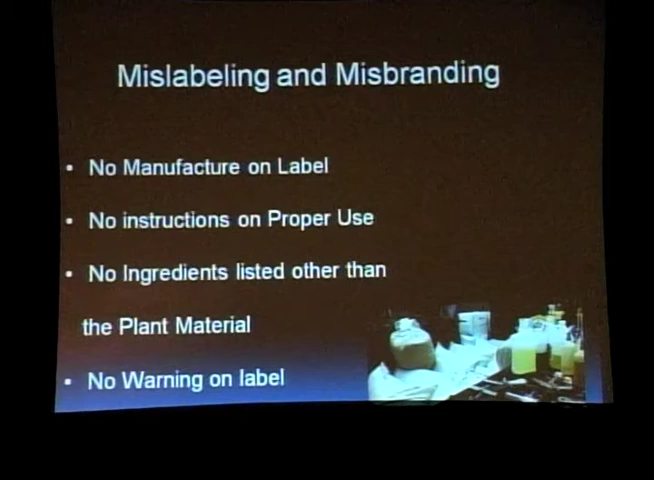 Mislabeling and Misbranding
• No Manufacture on Label
• No instructions on Proper Use
• No Ingredients listed other than
the Plant Material
• No Warning on label